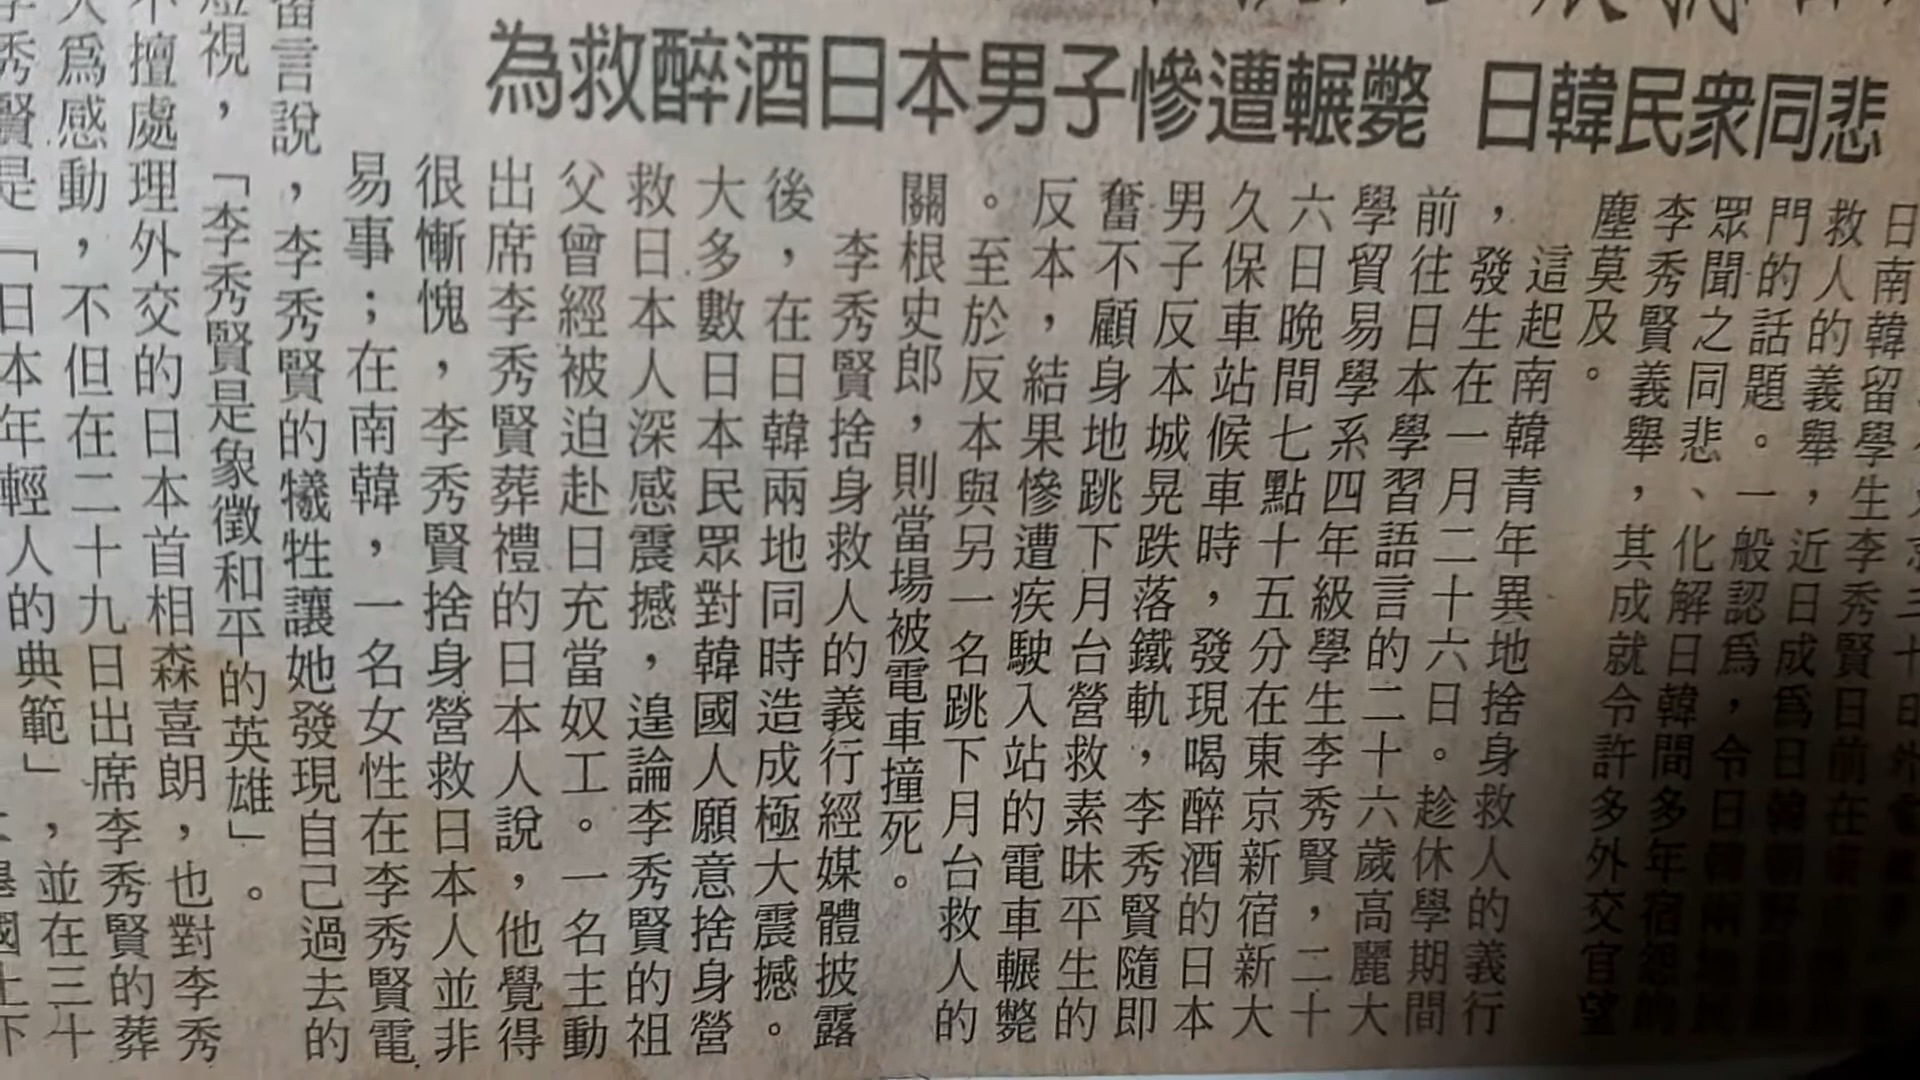 為救醉酒日本男子慘遭輾斃 日韓民衆同悲
日南韓留學生李秀賢日前在
救人的義舉，近日成為日韓
門的話題。一般認為，令日韓
眾聞之同悲、化解日韓間多年宿怨的
李秀賢義舉，其成就令許多外交官望
塵莫及。
這起南韓青年異地捨身救人的義行
，發生在一月二十六日。趁休學期間
前往日本學習語言的二十六歲高麗大
學貿易學系四年級學生李秀賢，二十
六日晚間七點十五分在東京新宿新大
久保車站候車時，發現喝醉酒的日本
男子反本城晃跌落鐵軌，李秀賢隨即
奮不顧身地跳下月台營救素昧平生的
反本，結果慘遭疾駛入站的電車輾斃
。至於反本與另一名跳下月台救人的
關根史郎，則當場被電車撞死。
李秀賢捨身救人的義行經媒體披露
後，在日韓兩地同時造成極大震撼。
大多數日本民眾對韓國人願意捨身營
救日本人深感震撼，遑論李秀賢的祖
父曾經被迫赴日充當奴工。一名主動
出席李秀賢葬禮的日本人說，他覺得
很慚愧，李秀賢捨身營救日本人並非
易事；在南韓，一名女性在李秀賢電
留言說，李秀賢的犧牲讓她發現自己過去的
短視，「李秀賢是象徵和平的英雄」。
不擅處理外交的日本首相森喜朗，也對李秀
大為感動，不但在二十九日出席李秀賢的葬
李秀賢是「日本年輕人的典範」，並在三十